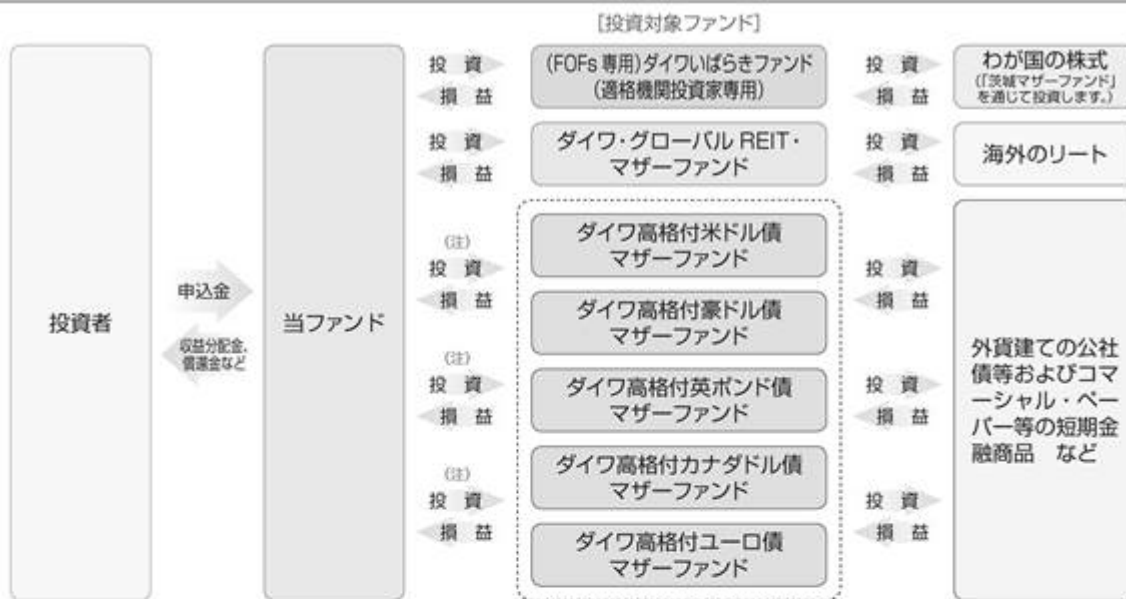 [投資対象ファンド]
投資者
申込金
収益分配金、
償還金など
当ファンド
投 資
損 益
(FOFs 専用)ダイワいばらきファンド
(適格機関投資家専用)
投 資
損 益
わが国の株式
(「茨城マザーファンド」
を通じて投資します。)
投 資
損 益
ダイワ・グローバル REIT・
マザーファンド
投 資
損 益
海外のリート
(注)
投 資
損 益
ダイワ高格付米ドル債
マザーファンド
ダイワ高格付豪ドル債
マザーファンド
投 資
損 益
(注)
投 資
損 益
ダイワ高格付英ポンド債
マザーファンド
投 資
損 益
(注)
投 資
損 益
ダイワ高格付カナダドル債
マザーファンド
ダイワ高格付ユーロ債
マザーファンド
投 資
損 益
外貨建ての公社
債等およびコマ
ーシャル・ペー
パー等の短期金
融商品 など